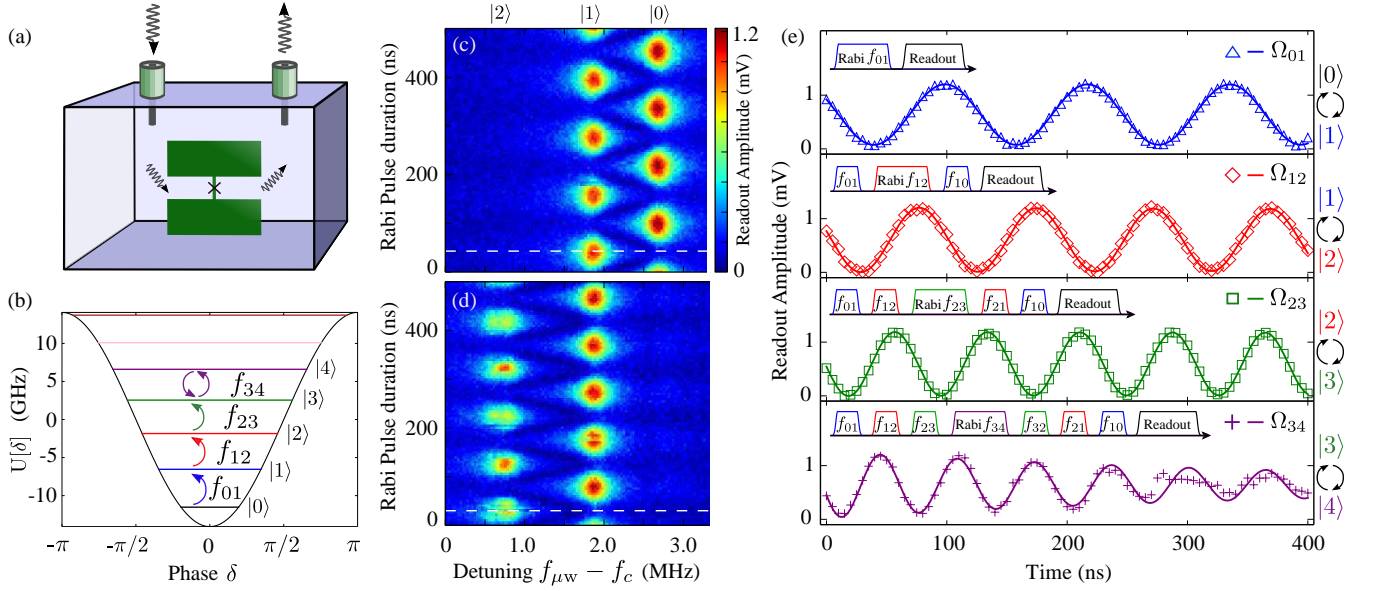 (a)
(b)
U[δ] (GHz)
10
5
0
-5
-10
|4⟩
|3⟩
|2⟩
|1⟩
|0⟩
f34
f23
f12
f01
-π
-π/2
0
π/2
π
Phase δ
|2⟩ |1⟩ |0⟩
(c)
Rabi Pulse duration (ns)
400
200
0
1.2
0
Readout Amplitude (mV)
(d)
Rabi Pulse duration (ns)
400
200
0
0 1.0 2.0 3.0
Detuning fμw − fc (MHz)
(e)
Readout Amplitude (mV)
Rabi f01 Readout
Ω01
1
0
|0⟩
|1⟩
f01 Rabi f12 f10 Readout
Ω12
1
0
|1⟩
|2⟩
f01 f12 Rabi f23 f21 f10 Readout
Ω23
1
0
|2⟩
|3⟩
f01 f12 f23 Rabi f34 f32 f21 f10 Readout
Ω34
1
0
|3⟩
|4⟩
0 100 200 300 400
Time (ns)